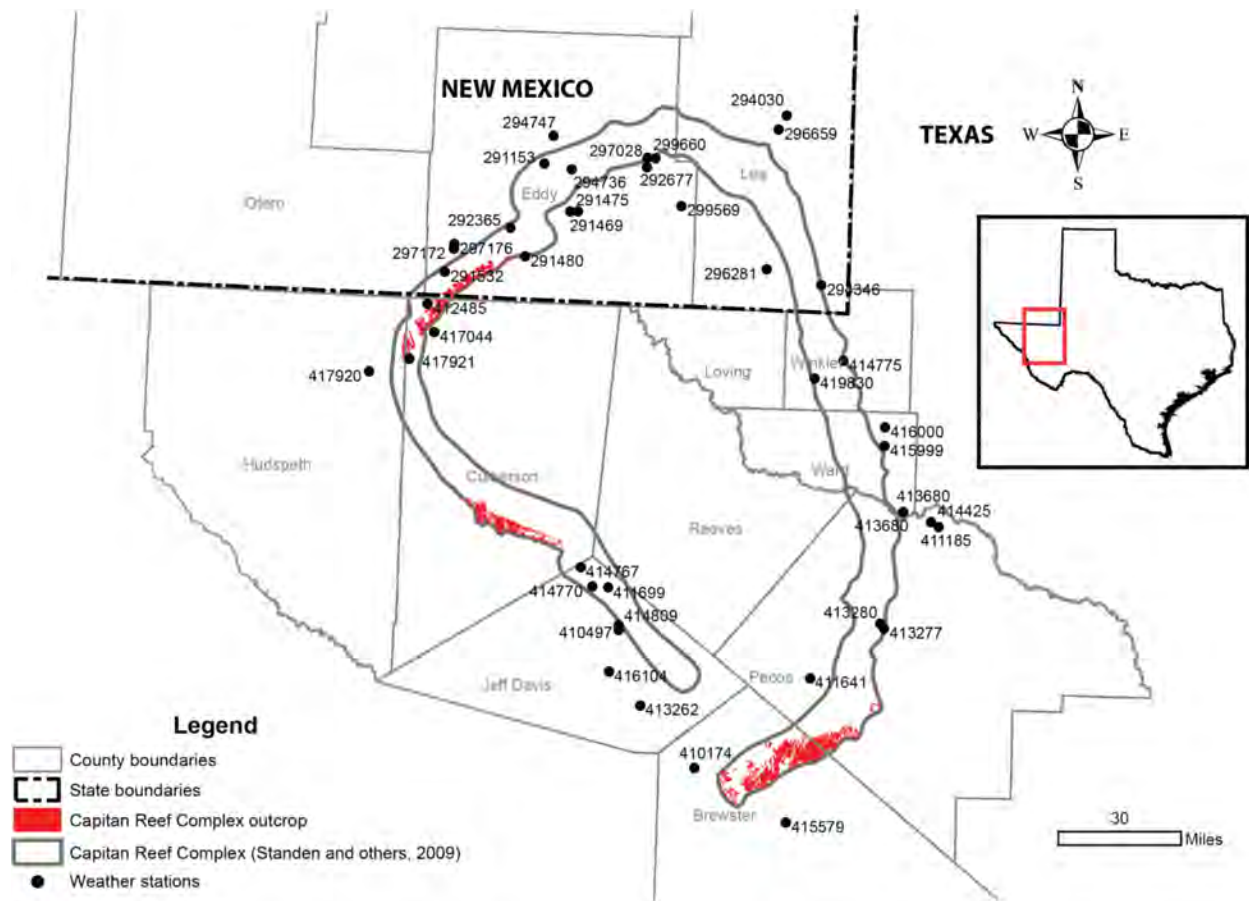 NEW MEXICO
TEXAS
N
W
E
S
294030
296659
294747
297028
299660
291153
294736
292677
Lea
Eddy
291475
Otero
299569
291469
292365
297172
297176
291480
296281
291532
412485
417044
414775
Winkler
Loving
417921
419830
417920
416000
415999
Ward
Hudspeth
Culberson
413680
414425
413680
411185
Reeves
414767
414770
411699
414809
413280
410497
413277
416104
Pecos
411641
Jeff Davis
413262
410174
Brewster
415579
Legend
County boundaries
State boundaries
Capitan Reef Complex outcrop
Capitan Reef Complex (Standen and others, 2009)
Weather stations
30
Miles